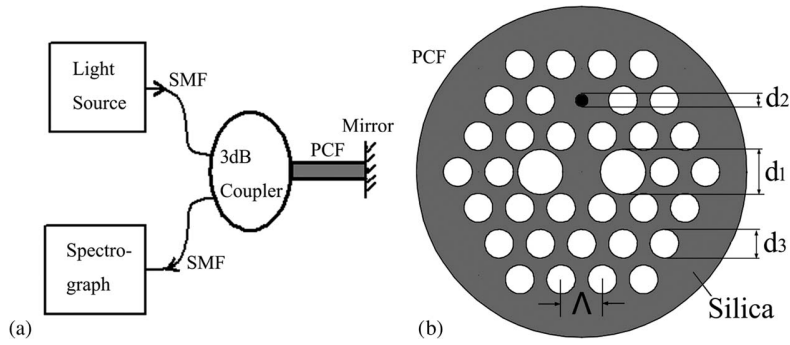 Light
Source
SMF
3dB
Coupler
PCF
Mirror
Spectro-
graph
SMF
(a)
PCF
d2
d1
d3
Λ
Silica
(b)